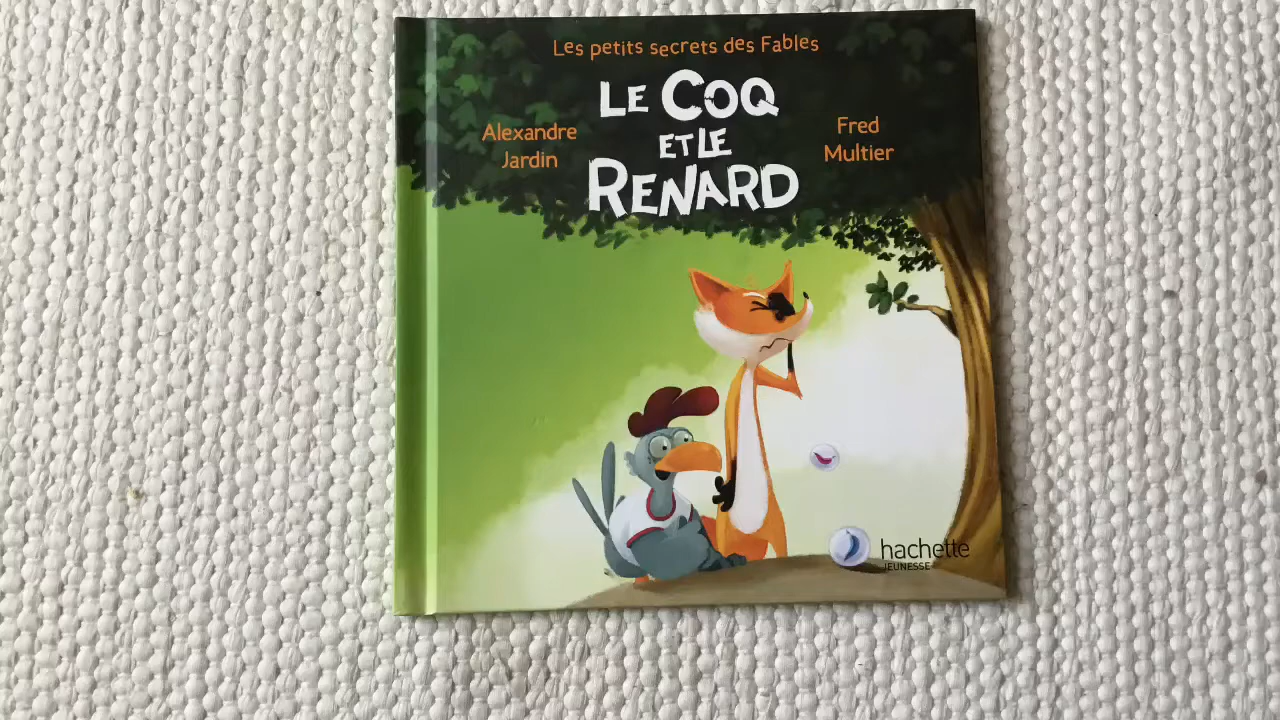 Les petits secrets des Fables
LE COQ
ET LE
RENARD
Alexandre
Jardin
Fred
Multier
hachette
JEUNESSE